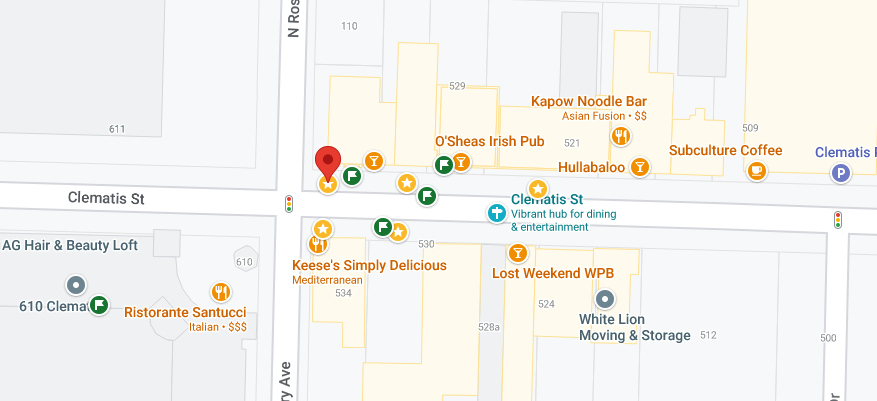 N Ros
110
529
611
Kapow Noodle Bar
Asian Fusion • $$
O'Sheas Irish Pub
521
509
Subculture Coffee
Clematis P
Hullabaloo
Clematis St
Clematis St
Vibrant hub for dining
& entertainment
AG Hair & Beauty Loft
530
610
Keese's Simply Delicious
Mediterranean
Lost Weekend WPB
534
524
610 Clemat
Ristorante Santucci
Italian • $$$
528a
White Lion
Moving & Storage
512
500
ry Ave
Dr